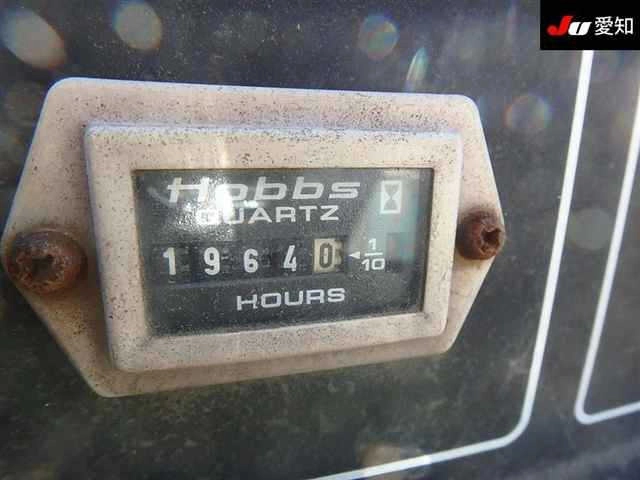 Ju 愛知
Hobbs
QUARTZ
19640 ◄ 1/10
HOURS